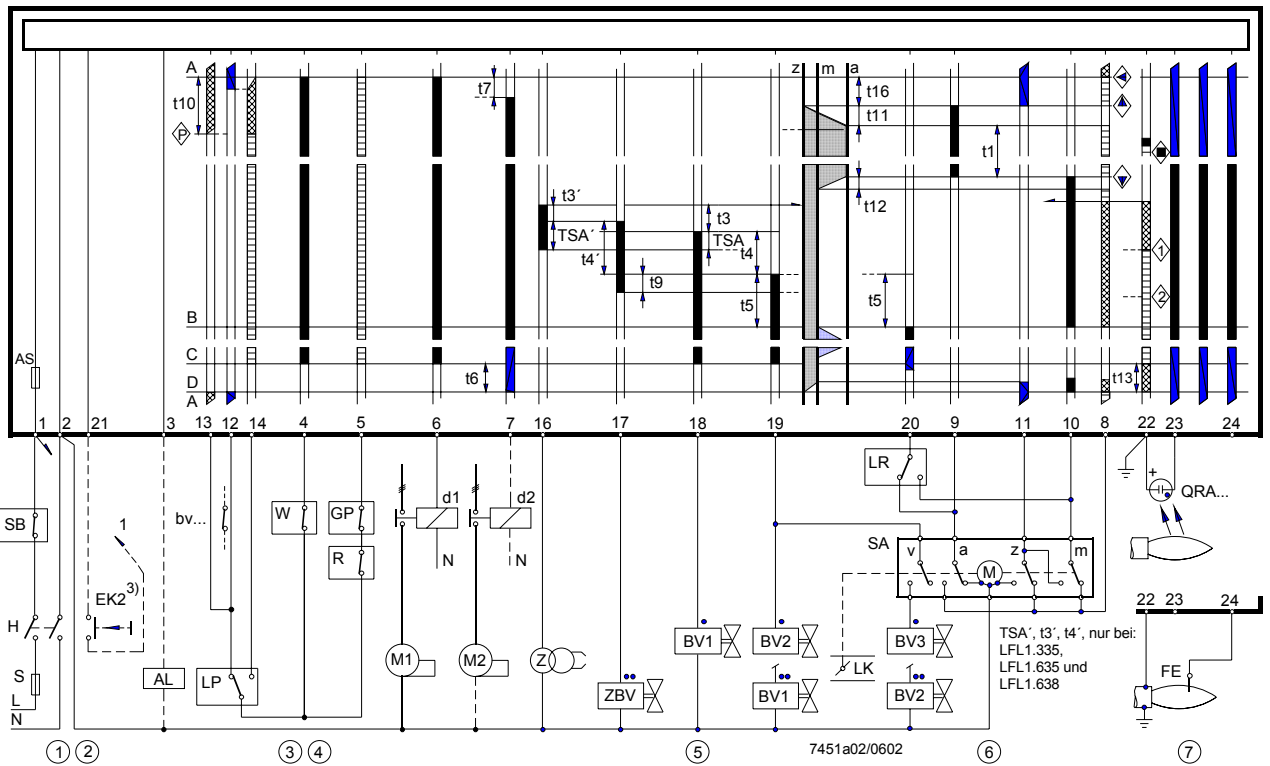 A
z
m
a
t7
t16
t10
t11
P
t1
t12
t3´
t3
TSA´
TSA
t4
t4´
t9
1
2
t5
t5
B
C
t6
D
t13
A
AS
1 2 21 3 13 12 14 4 5 6 7 16 17 18 19 20 9 11 10 8 22 23 24
LR
d1
d2
+
QRA...
SB
1
bv...
W
GP
R
N
N
SA
v
a
z
m
M
EK2 3)
H
22 23 24
BV1
BV2
BV3
TSA´, t3´, t4´, nur bei:
LFL1.335,
LFL1.635 und
LFL1.638
M1
M2
Z
LK
FE
S
AL
LP
ZBV
BV1
BV2
L
N
1 2 3 4 5 7451a02/0602 6 7